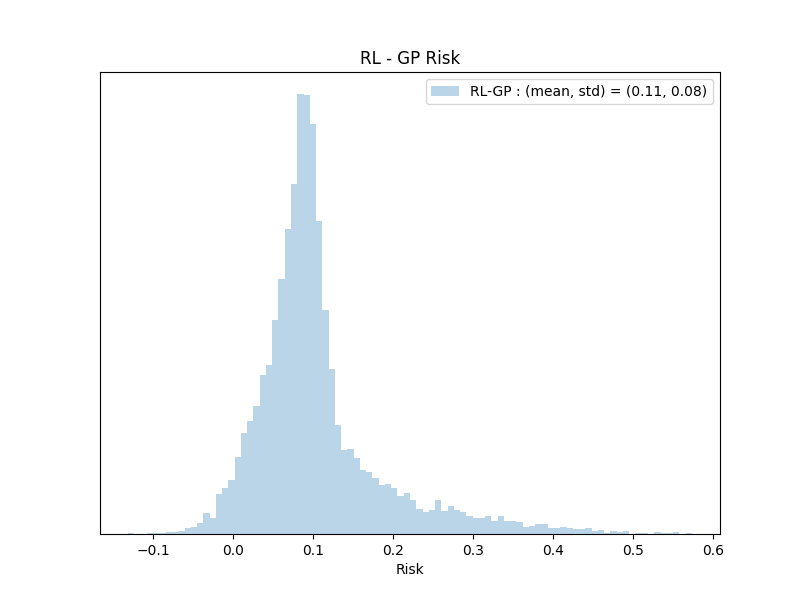 RL - GP Risk
RL-GP : (mean, std) = (0.11, 0.08)
−0.1 0.0 0.1 0.2 0.3 0.4 0.5 0.6
Risk